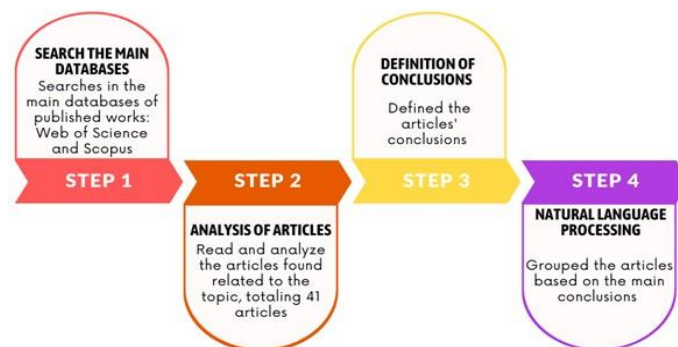 SEARCH THE MAIN
DATABASES
Searches in the
main databases of
published works:
Web of Science
and Scopus
STEP 1
STEP 2
ANALYSIS OF ARTICLES
Read and analyze
the articles found
related to the
topic, totaling 41
articles
DEFINITION OF
CONCLUSIONS
Defined the
articles'
conclusions
STEP 3
STEP 4
NATURAL LANGUAGE
PROCESSING
Grouped the articles
based on the main
conclusions